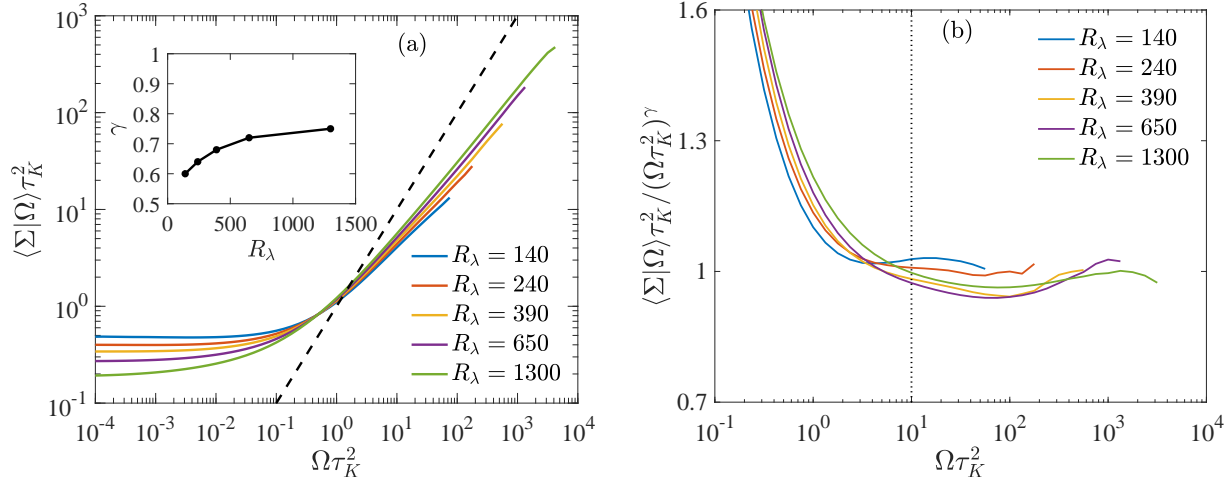 (a)
10^3
10^2
10^1
10^0
10^-1
⟨Σ|Ω⟩τ_K^2
1
0.9
0.8
0.7
0.6
0.5
γ
0 500 1000 1500
R_λ
R_λ = 140
R_λ = 240
R_λ = 390
R_λ = 650
R_λ = 1300
10^-4 10^-3 10^-2 10^-1 10^0 10^1 10^2 10^3 10^4
Ωτ_K^2
(b)
1.6
1.3
1
0.7
⟨Σ|Ω⟩τ_K^2/(Ωτ_K^2)^γ
R_λ = 140
R_λ = 240
R_λ = 390
R_λ = 650
R_λ = 1300
10^-1 10^0 10^1 10^2 10^3 10^4
Ωτ_K^2